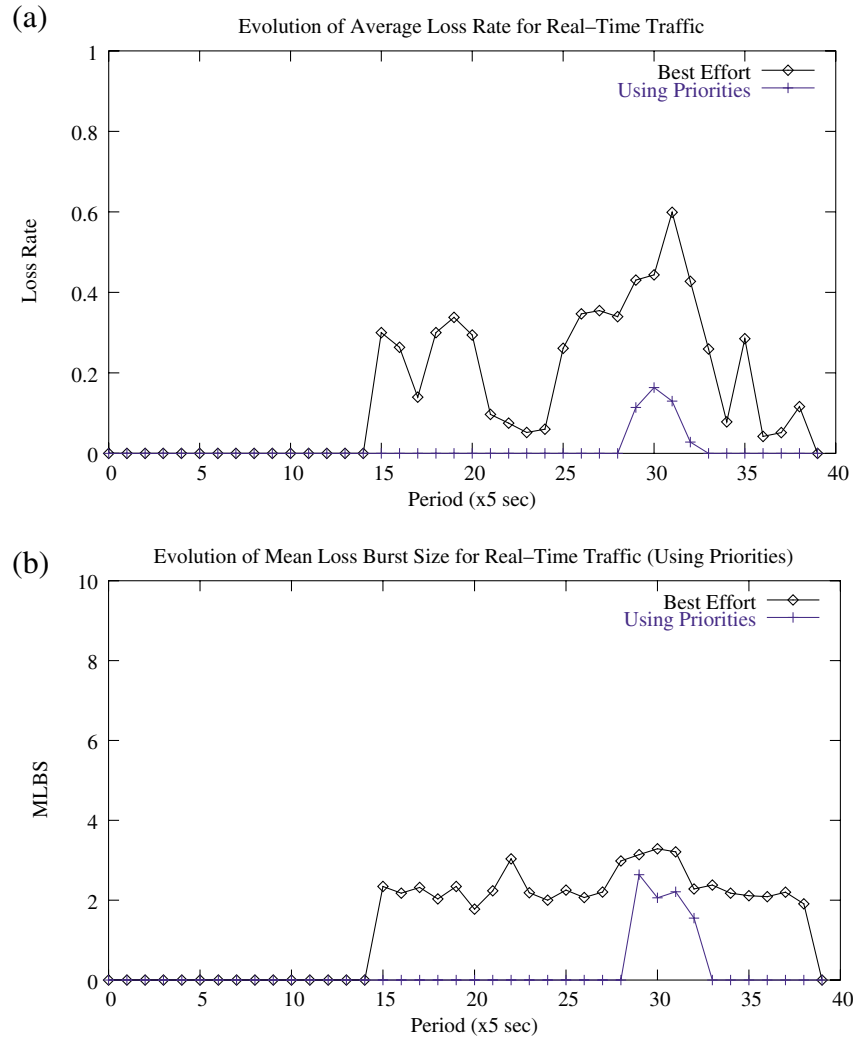 (a)
Evolution of Average Loss Rate for Real–Time Traffic
1
Best Effort
Using Priorities
0.8
0.6
Loss Rate
0.4
0.2
0
0 5 10 15 20 25 30 35 40
Period (x5 sec)
(b)
Evolution of Mean Loss Burst Size for Real–Time Traffic (Using Priorities)
10
Best Effort
Using Priorities
8
6
MLBS
4
2
0
0 5 10 15 20 25 30 35 40
Period (x5 sec)